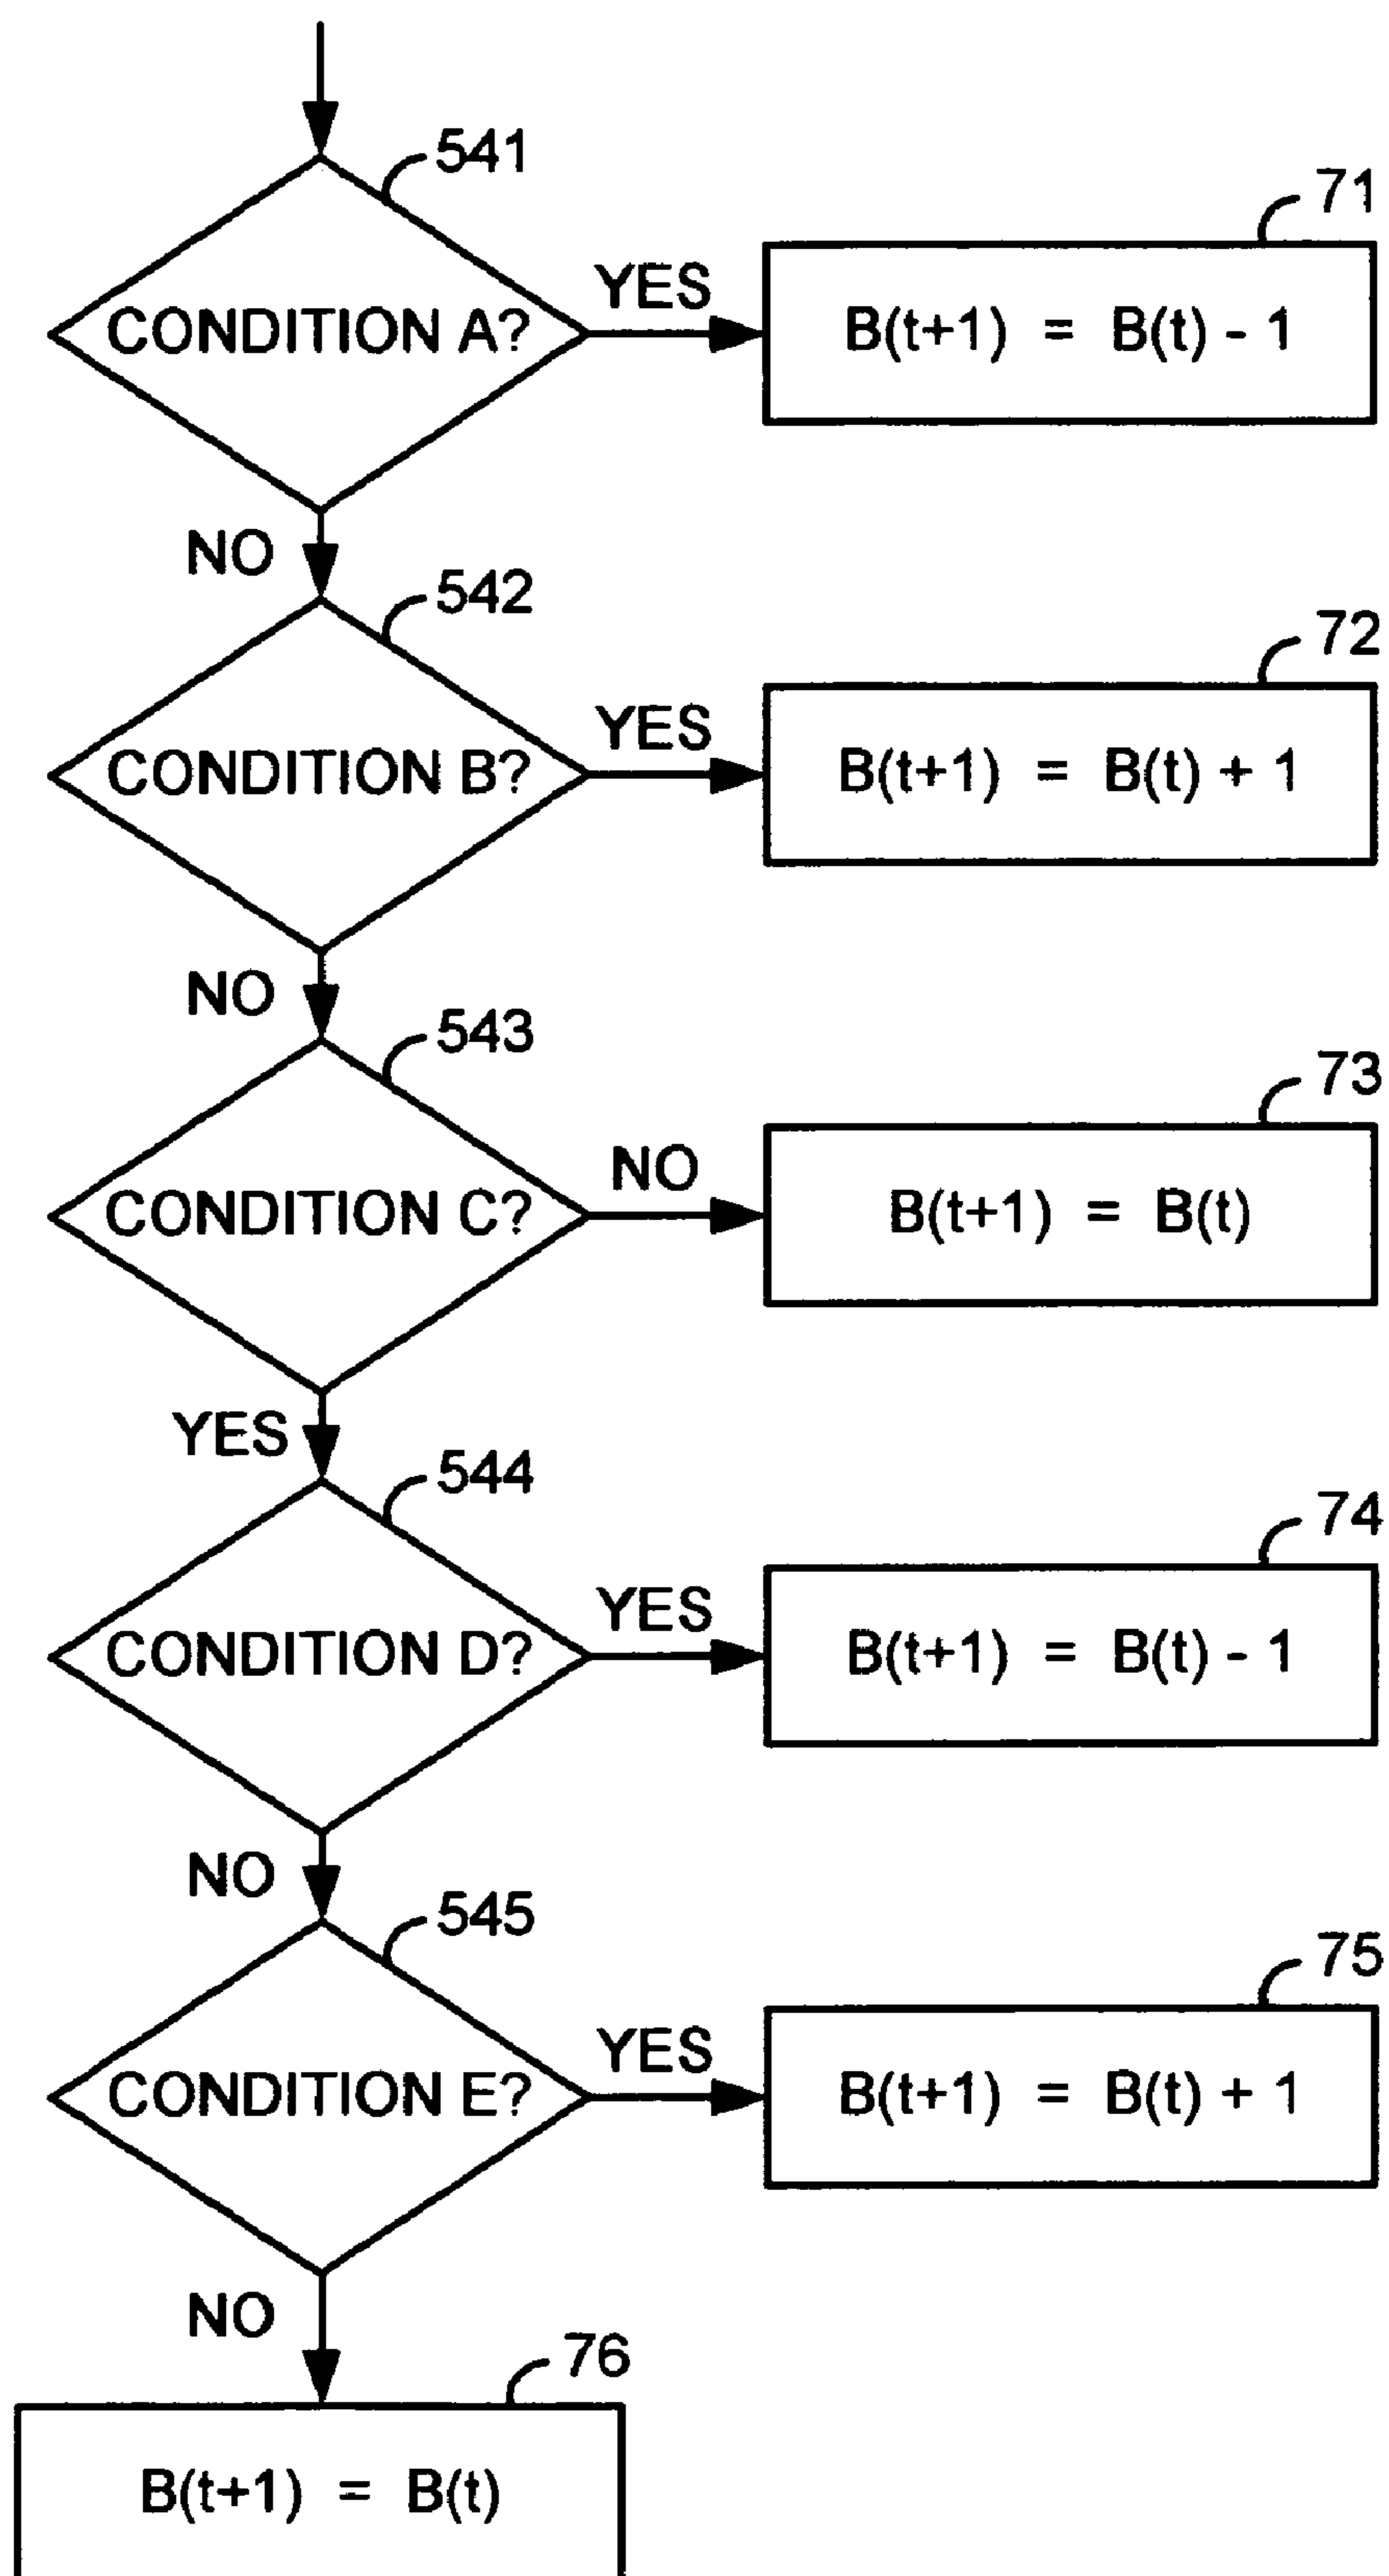 541
71
YES
CONDITION A?
B(t+1) = B(t) - 1
NO
542
72
YES
CONDITION B?
B(t+1) = B(t) + 1
NO
543
73
NO
CONDITION C?
B(t+1) = B(t)
YES
544
74
YES
CONDITION D?
B(t+1) = B(t) - 1
NO
545
75
YES
CONDITION E?
B(t+1) = B(t) + 1
NO
76
B(t+1) = B(t)